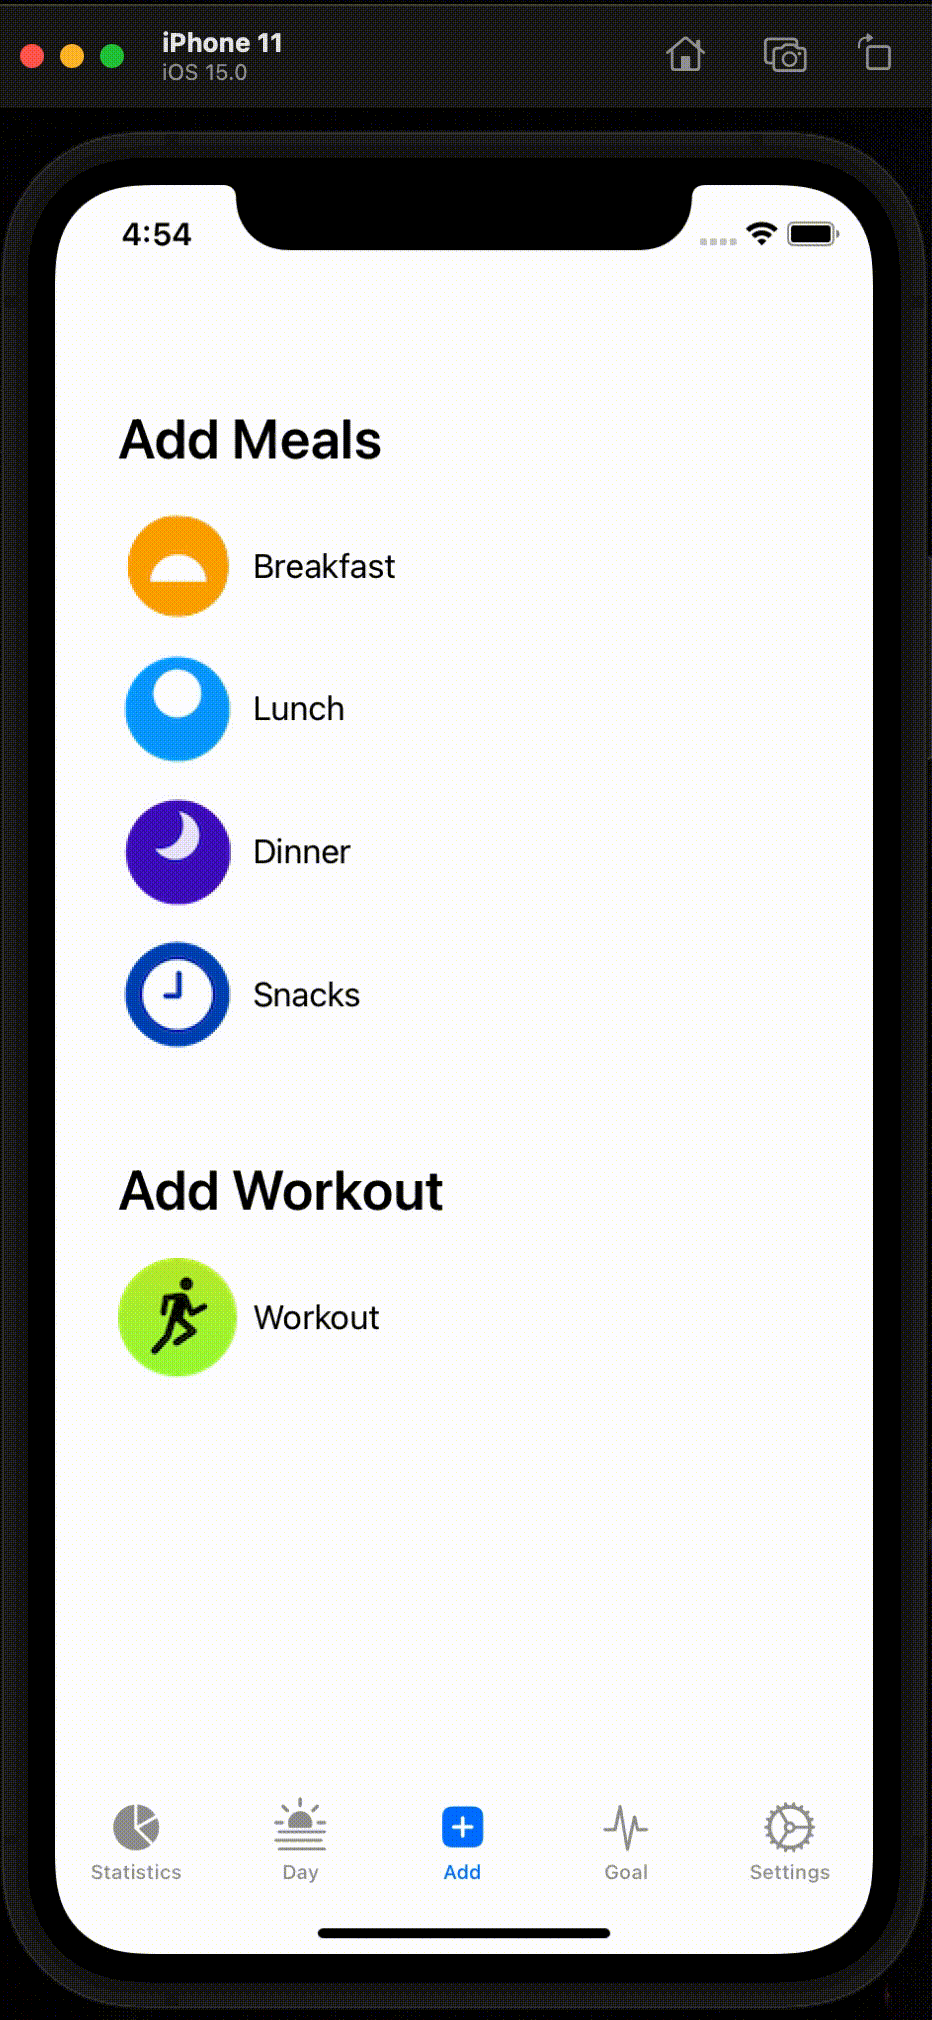 iPhone 11
iOS 15.0
4:54
Add Meals
Breakfast
Lunch
Dinner
Snacks
Add Workout
Workout
Statistics
Day
Add
Goal
Settings